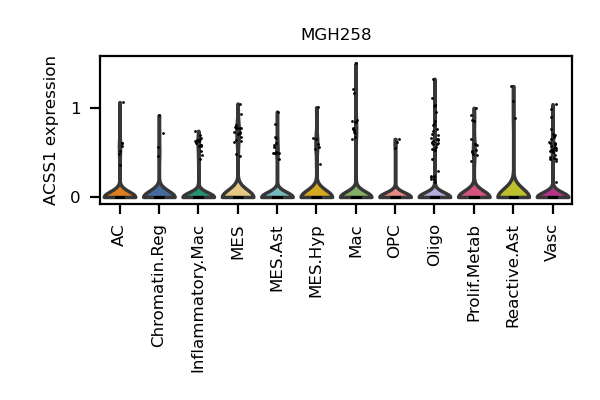 MGH258
ACSS1 expression
1
0
AC
Chromatin.Reg
Inflammatory.Mac
MES
MES.Ast
MES.Hyp
Mac
OPC
Oligo
Prolif.Metab
Reactive.Ast
Vasc